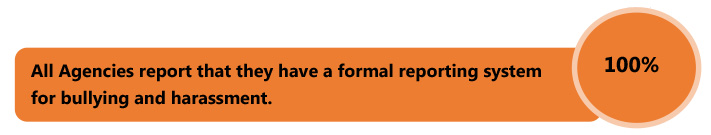 All Agencies report that they have a formal reporting system
for bullying and harassment.
100%